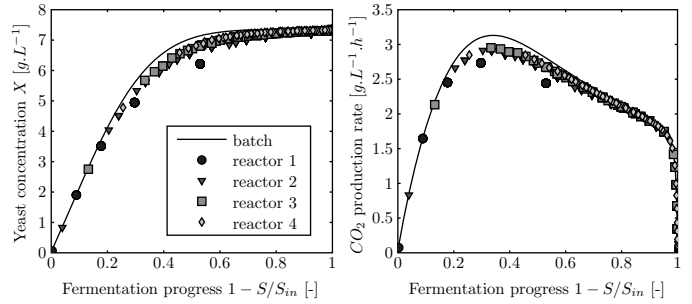 8
7
6
5
4
3
2
1
0
Yeast concentration X [g.L⁻¹]
batch
reactor 1
reactor 2
reactor 3
reactor 4
0 0.2 0.4 0.6 0.8 1
Fermentation progress 1 − S/Sᵢₙ [-]
3.5
3
2.5
2
1.5
1
0.5
0
CO₂ production rate [g.L⁻¹.h⁻¹]
0 0.2 0.4 0.6 0.8 1
Fermentation progress 1 − S/Sᵢₙ [-]